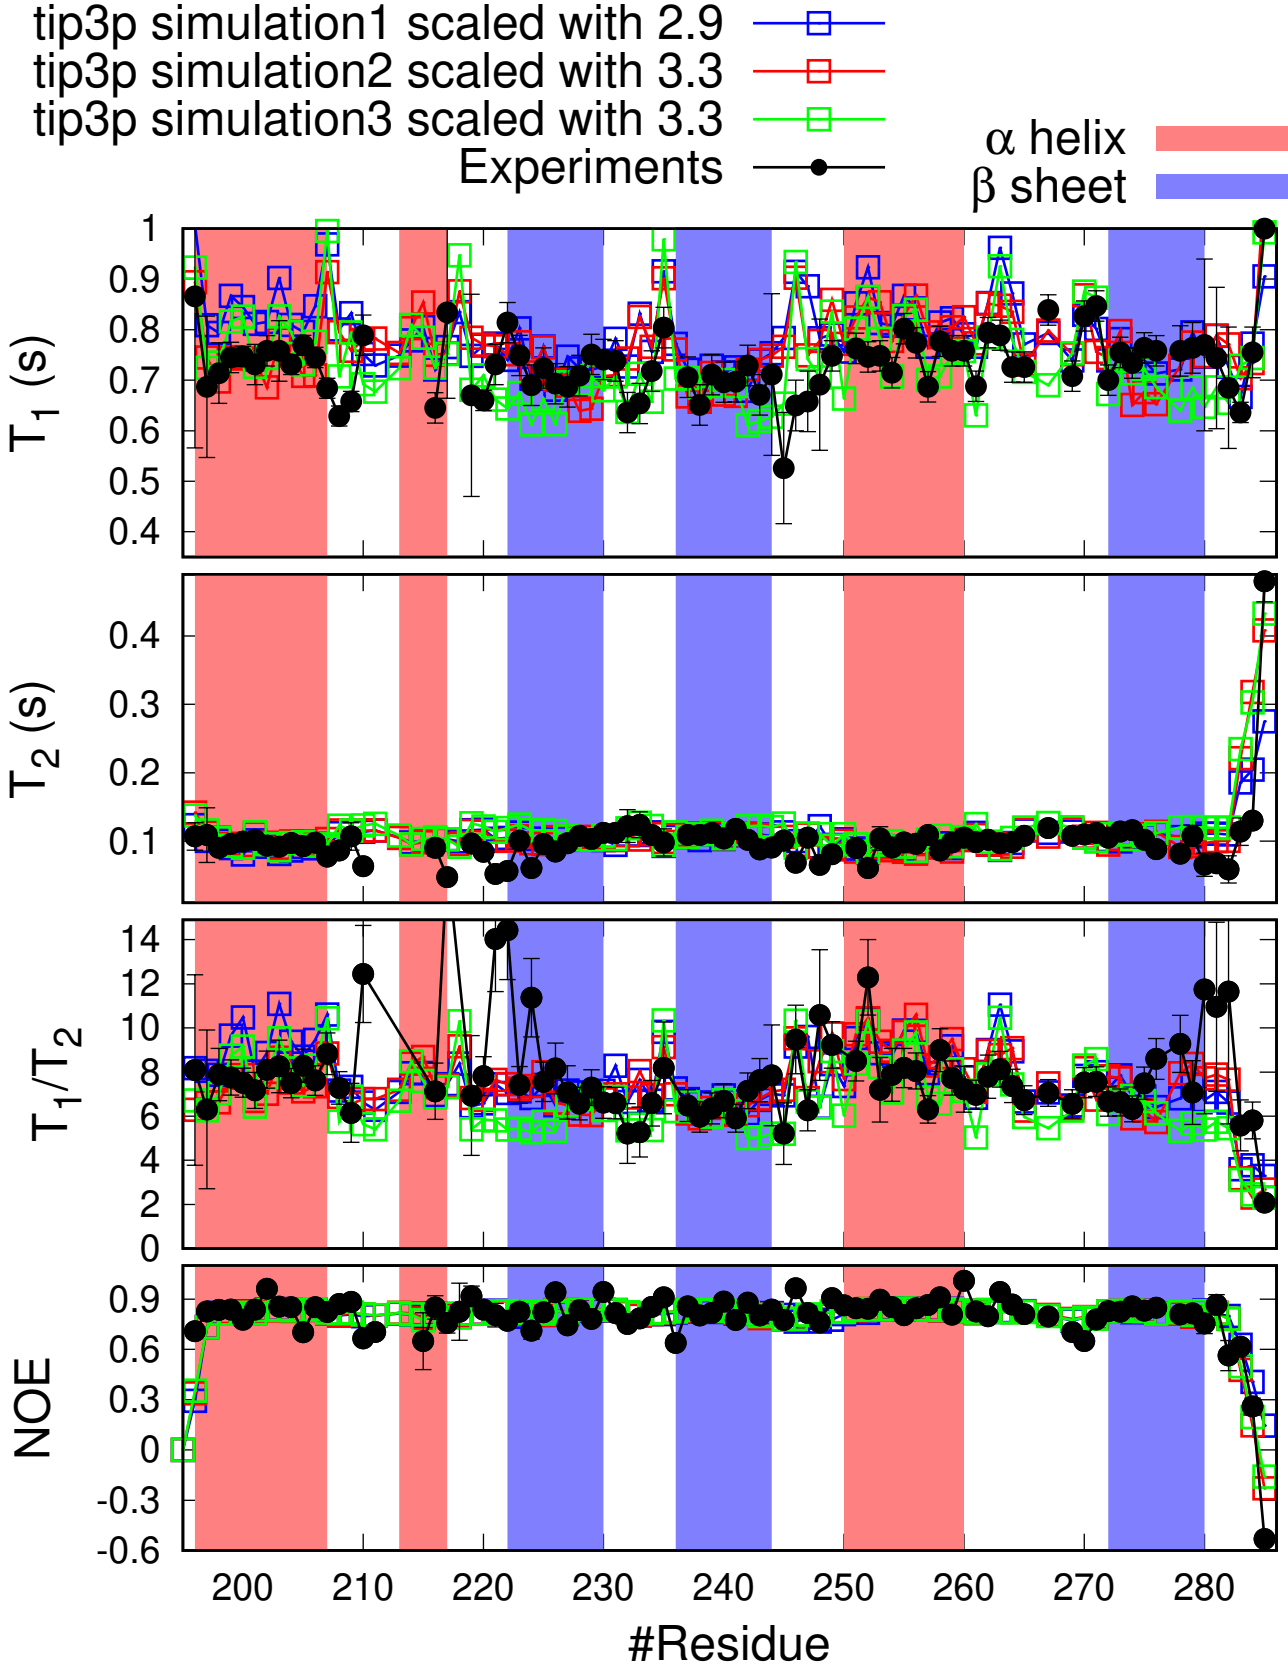 tip3p simulation1 scaled with 2.9
tip3p simulation2 scaled with 3.3
tip3p simulation3 scaled with 3.3
Experiments
α helix
β sheet
T1 (s)
1
0.9
0.8
0.7
0.6
0.5
0.4
T2 (s)
0.4
0.3
0.2
0.1
T1/T2
14
12
10
8
6
4
2
0
NOE
0.9
0.6
0.3
0
-0.3
-0.6
200 210 220 230 240 250 260 270 280
#Residue